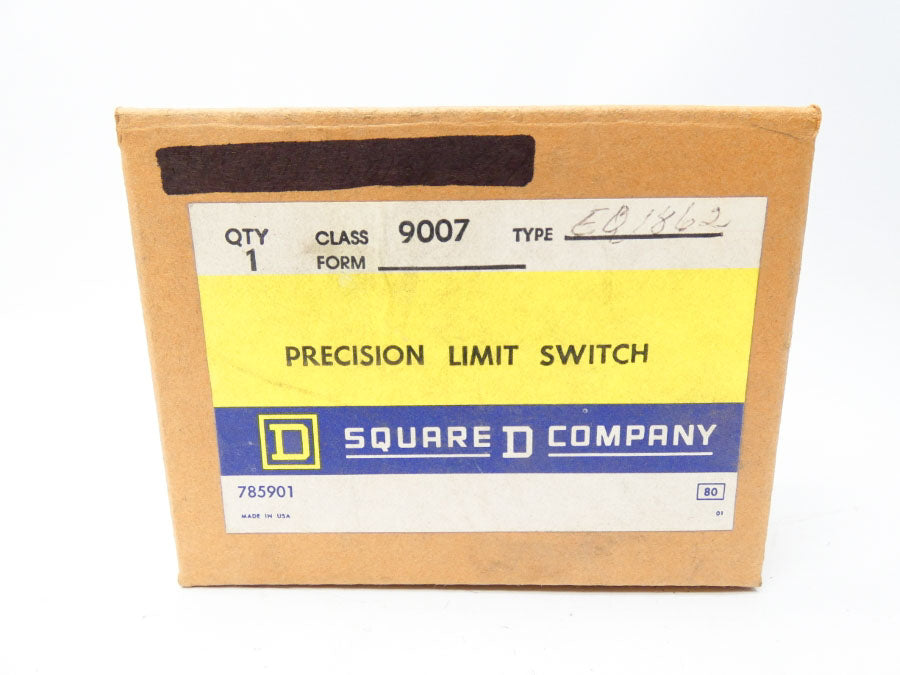 QTY 1 CLASS 9007 TYPE EQ1862
FORM
PRECISION LIMIT SWITCH
D SQUARE D COMPANY
785901 80
MADE IN USA 01